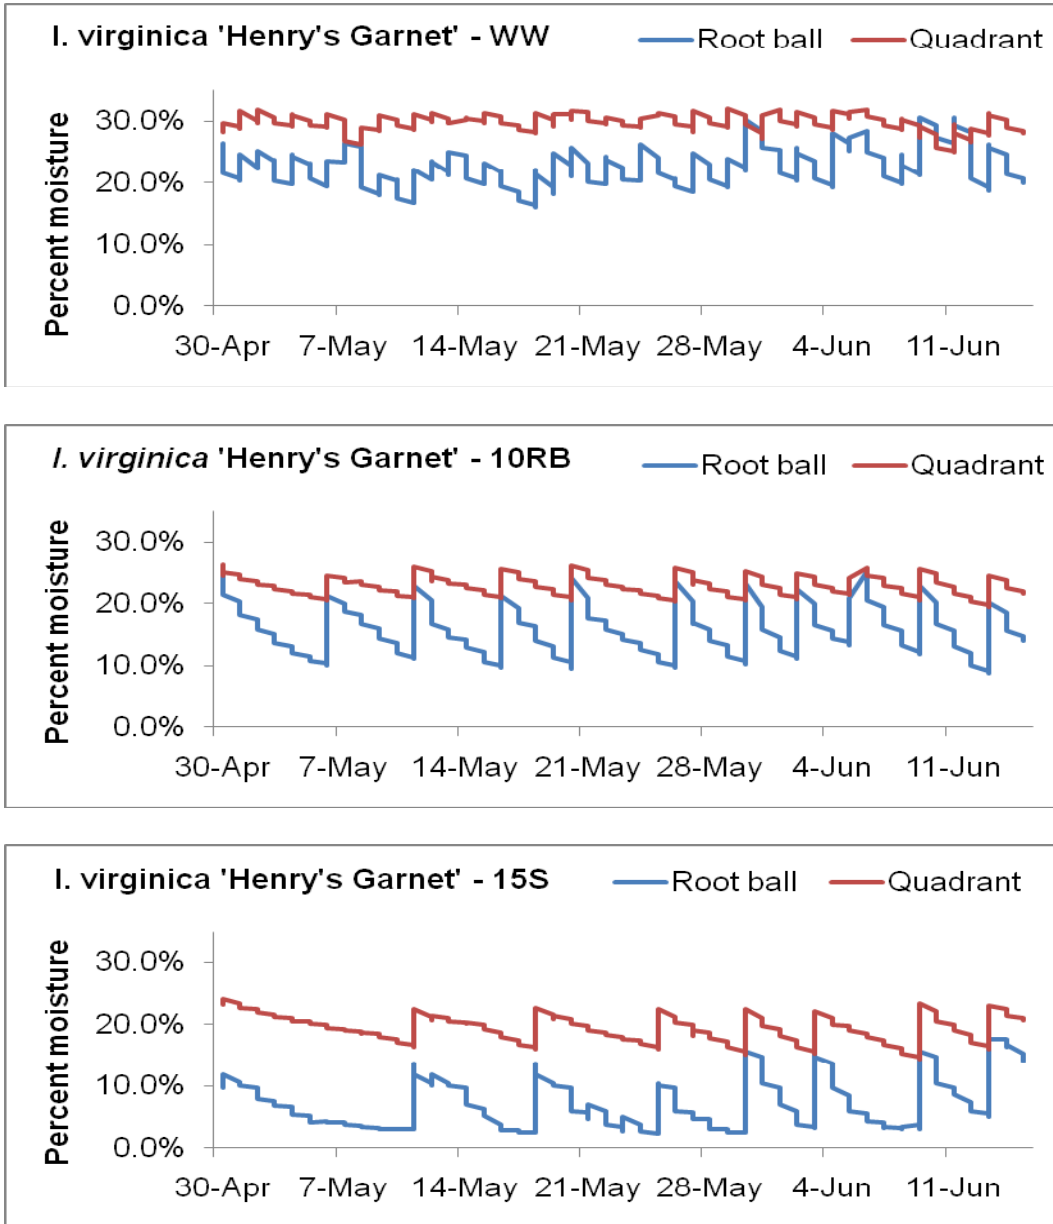 I. virginica 'Henry's Garnet' - WW Root ball Quadrant
Percent moisture
30.0%
20.0%
10.0%
0.0%
30-Apr 7-May 14-May 21-May 28-May 4-Jun 11-Jun
I. virginica 'Henry's Garnet' - 10RB Root ball Quadrant
Percent moisture
30.0%
20.0%
10.0%
0.0%
30-Apr 7-May 14-May 21-May 28-May 4-Jun 11-Jun
I. virginica 'Henry's Garnet' - 15S Root ball Quadrant
Percent moisture
30.0%
20.0%
10.0%
0.0%
30-Apr 7-May 14-May 21-May 28-May 4-Jun 11-Jun